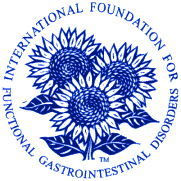 INTERNATIONAL FOUNDATION FOR
FUNCTIONAL GASTROINTESTINAL DISORDERS
TM